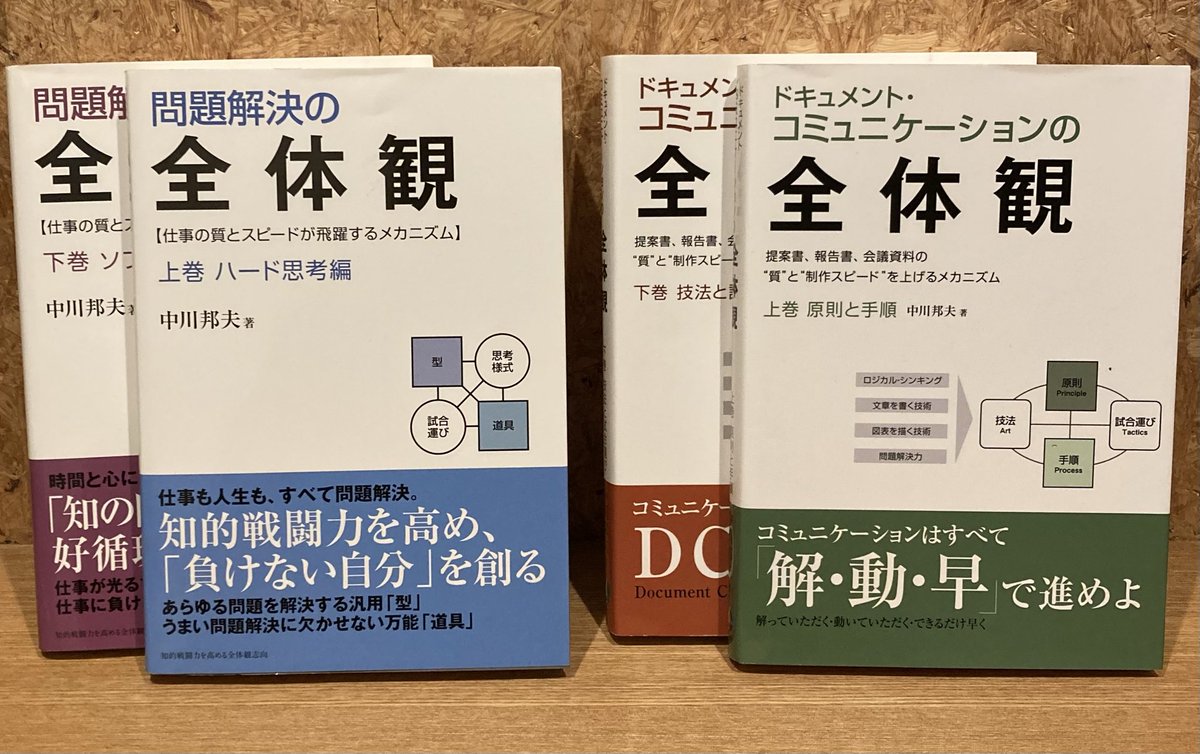 問題解
全
【仕事の質とス
下巻 ソフ
中川邦夫
時間と心に
「知の
好循環
仕事が光る
仕事に負け
知的戦闘力を高める全体観
問題解決の
全体観
【仕事の質とスピードが飛躍するメカニズム】
上巻 ハード思考編
中川邦夫 著
型
思考
様式
試合
運び
道具
仕事も人生も、すべて問題解決。
知的戦闘力を高め、
「負けない自分」を創る
あらゆる問題を解決する汎用「型」
うまい問題解決に欠かせない万能「道具」
知的戦闘力を高める全体観志向
ドキュメント
コミュニ
全
提案書、報告書、会
“質”と“制作スピー
下巻 技法と
コミュニケー
DC
Document C
ドキュメント・
コミュニケーションの
全体観
提案書、報告書、会議資料の
“質”と“制作スピード”を上げるメカニズム
上巻 原則と手順 中川邦夫 著
ロジカル・シンキング
文章を書く技術
図表を描く技術
問題解決力
原則
Principle
技法
Art
試合運び
Tactics
手順
Process
コミュニケーションはすべて
「解・動・早」で進めよ
解っていただく・動いていただく・できるだけ早く